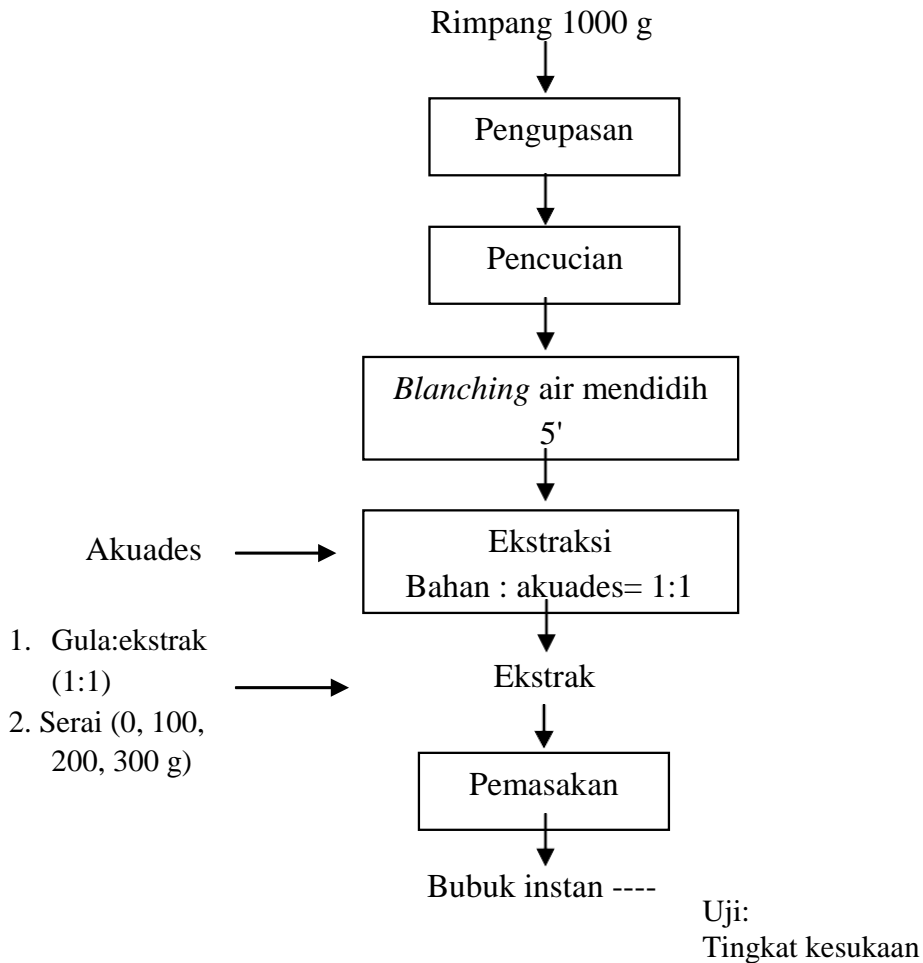 Rimpang 1000 g
Pengupasan
Pencucian
Blanching air mendidih
5'
Akuades
Ekstraksi
Bahan : akuades= 1:1
1. Gula:ekstrak
(1:1)
2. Serai (0, 100,
200, 300 g)
Ekstrak
Pemasakan
Bubuk instan ----
Uji:
Tingkat kesukaan